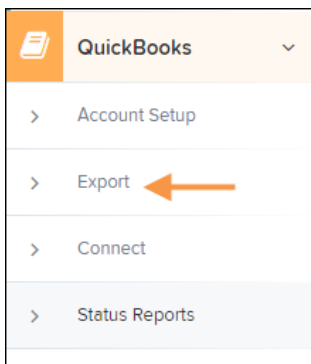 QuickBooks
Account Setup
Export
Connect
Status Reports